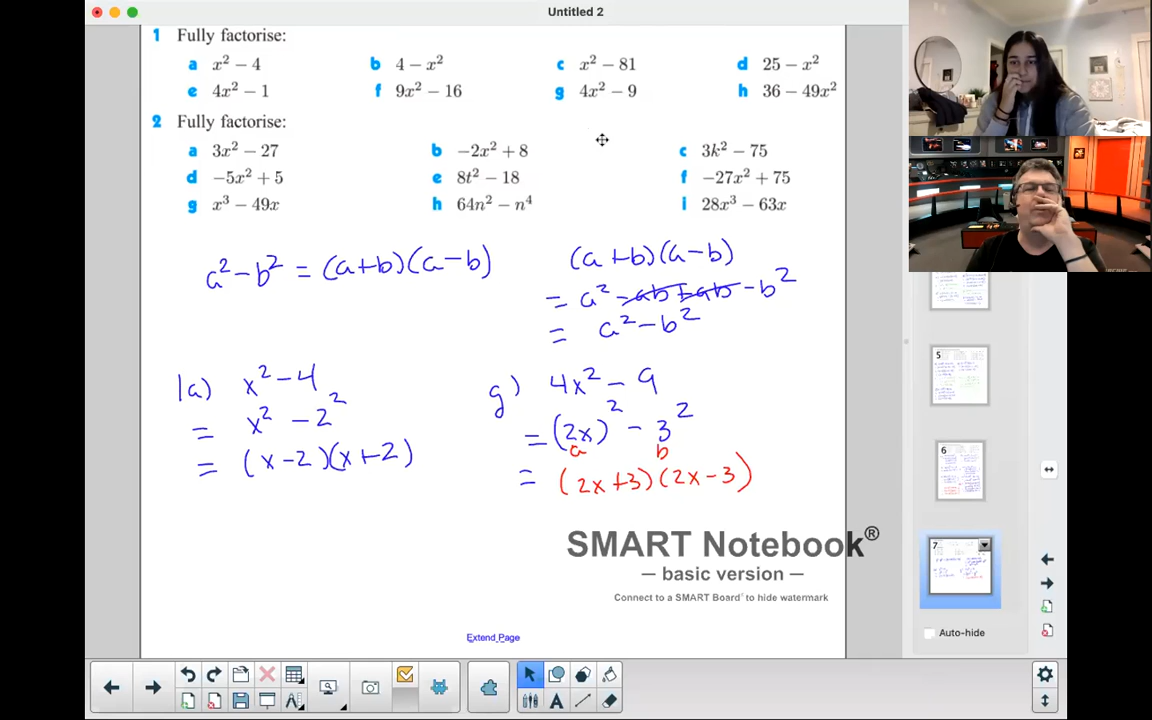 Untitled 2
1 Fully factorise:
a x² − 4 b 4 − x² c x² − 81 d 25 − x²
e 4x² − 1 f 9x² − 16 g 4x² − 9 h 36 − 49x²
2 Fully factorise:
a 3x² − 27 b −2x² + 8 c 3k² − 75
d −5x² + 5 e 8t² − 18 f −27x² + 75
g x³ − 49x h 64n² − n⁴ i 28x³ − 63x
a² − b² = (a+b)(a−b)
(a+b)(a−b)
= a² − ab + ab − b²
= a² − b²
1a) x² − 4
= x² − 2²
= (x−2)(x+2)
g) 4x² − 9
= (2x)² − 3²
a b
= (2x+3)(2x−3)
SMART Notebook®
— basic version —
Connect to a SMART Board® to hide watermark
Extend Page
5
6
7
Auto-hide